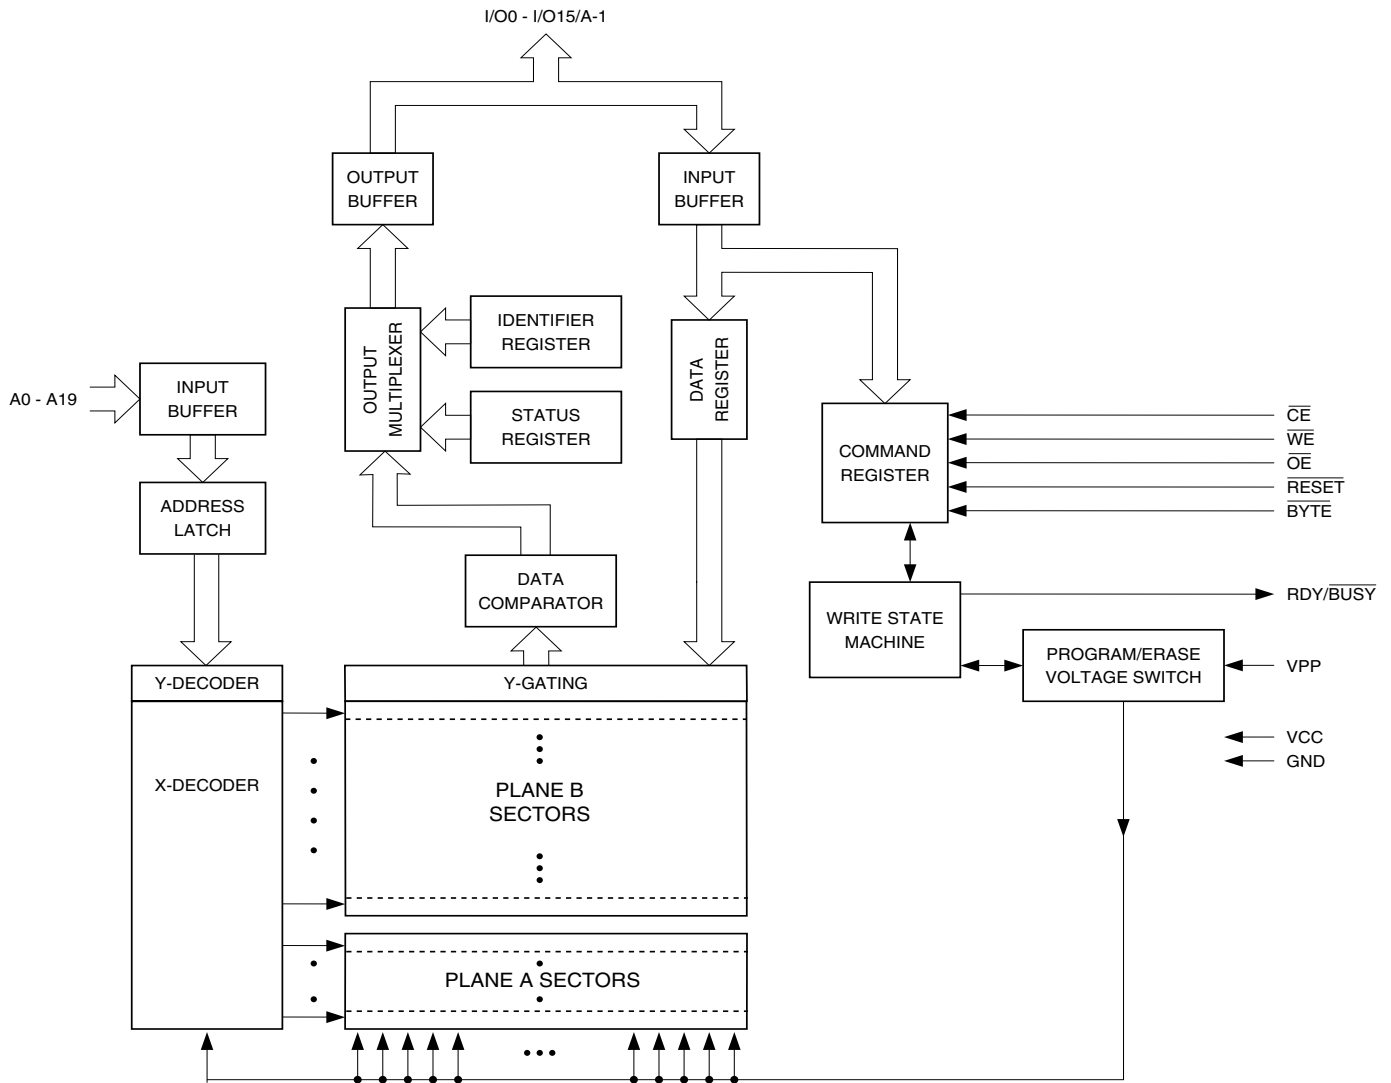 I/O0 - I/O15/A-1
OUTPUT
BUFFER
INPUT
BUFFER
IDENTIFIER
REGISTER
OUTPUT
MULTIPLEXER
STATUS
REGISTER
DATA
REGISTER
A0 - A19
INPUT
BUFFER
ADDRESS
LATCH
COMMAND
REGISTER
CE
WE
OE
RESET
BYTE
DATA
COMPARATOR
WRITE STATE
MACHINE
RDY/BUSY
PROGRAM/ERASE
VOLTAGE SWITCH
VPP
VCC
GND
Y-DECODER
Y-GATING
X-DECODER
PLANE B
SECTORS
PLANE A SECTORS